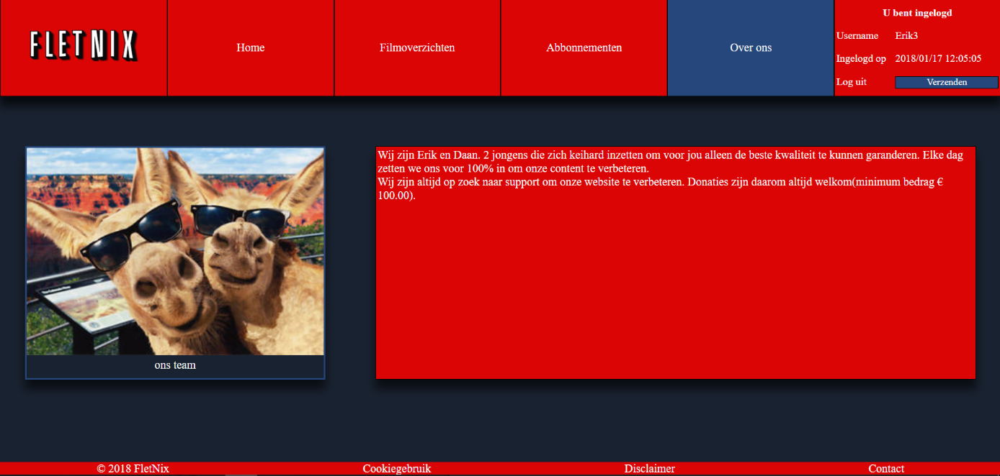 FLETNIX
Home
Filmoverzichten
Abbonnementen
Over ons
U bent ingelogd
Username Erik3
Ingelogd op 2018/01/17 12:05:05
Log uit Verzenden
Wij zijn Erik en Daan. 2 jongens die zich keihard inzetten om voor jou alleen de beste kwaliteit te kunnen garanderen. Elke dag
zetten we ons voor 100% in om onze content te verbeteren.
Wij zijn altijd op zoek naar support om onze website te verbeteren. Donaties zijn daarom altijd welkom(minimum bedrag €
100.00).
ons team
© 2018 FletNix
Cookiegebruik
Disclaimer
Contact